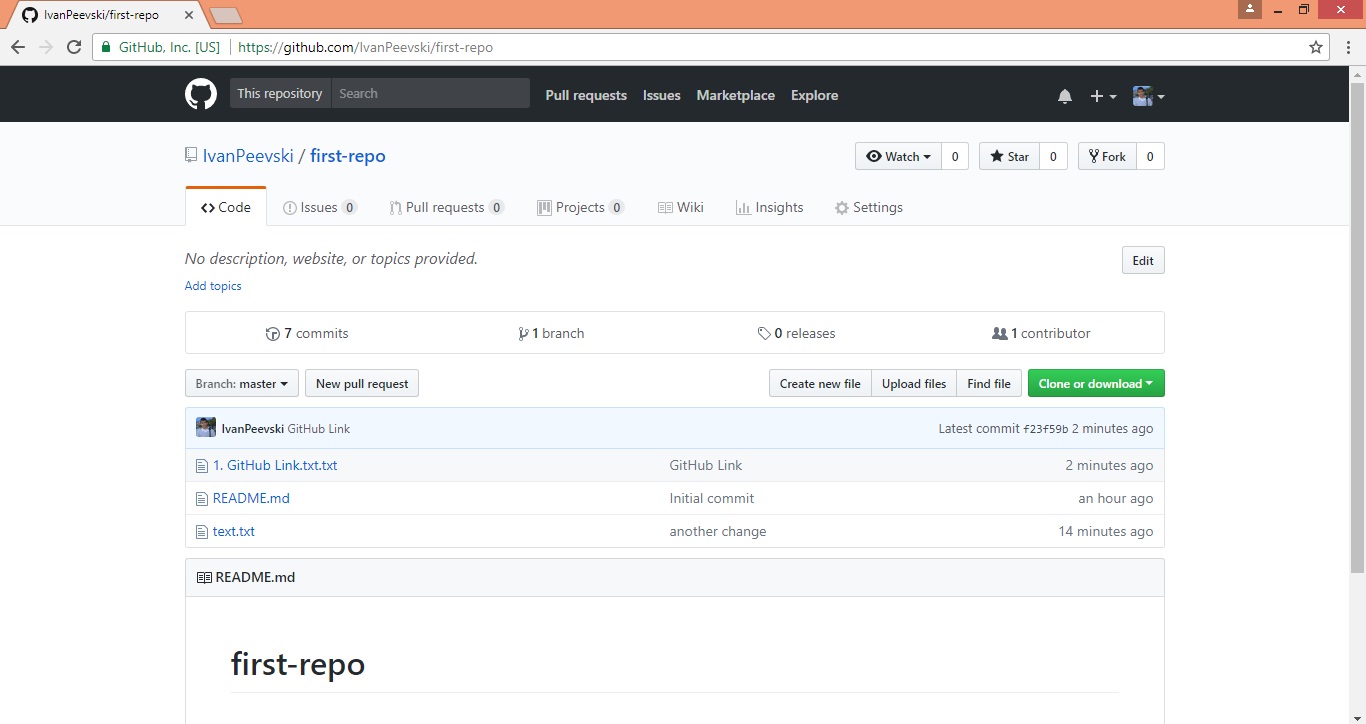 IvanPeevski/first-repo
GitHub, Inc. [US] https://github.com/IvanPeevski/first-repo
This repository Search Pull requests Issues Marketplace Explore
IvanPeevski / first-repo Watch 0 Star 0 Fork 0
Code Issues 0 Pull requests 0 Projects 0 Wiki Insights Settings
No description, website, or topics provided. Edit
Add topics
7 commits 1 branch 0 releases 1 contributor
Branch: master New pull request Create new file Upload files Find file Clone or download
IvanPeevski GitHub Link Latest commit f23f59b 2 minutes ago
1. GitHub Link.txt.txt GitHub Link 2 minutes ago
README.md Initial commit an hour ago
text.txt another change 14 minutes ago
README.md
first-repo